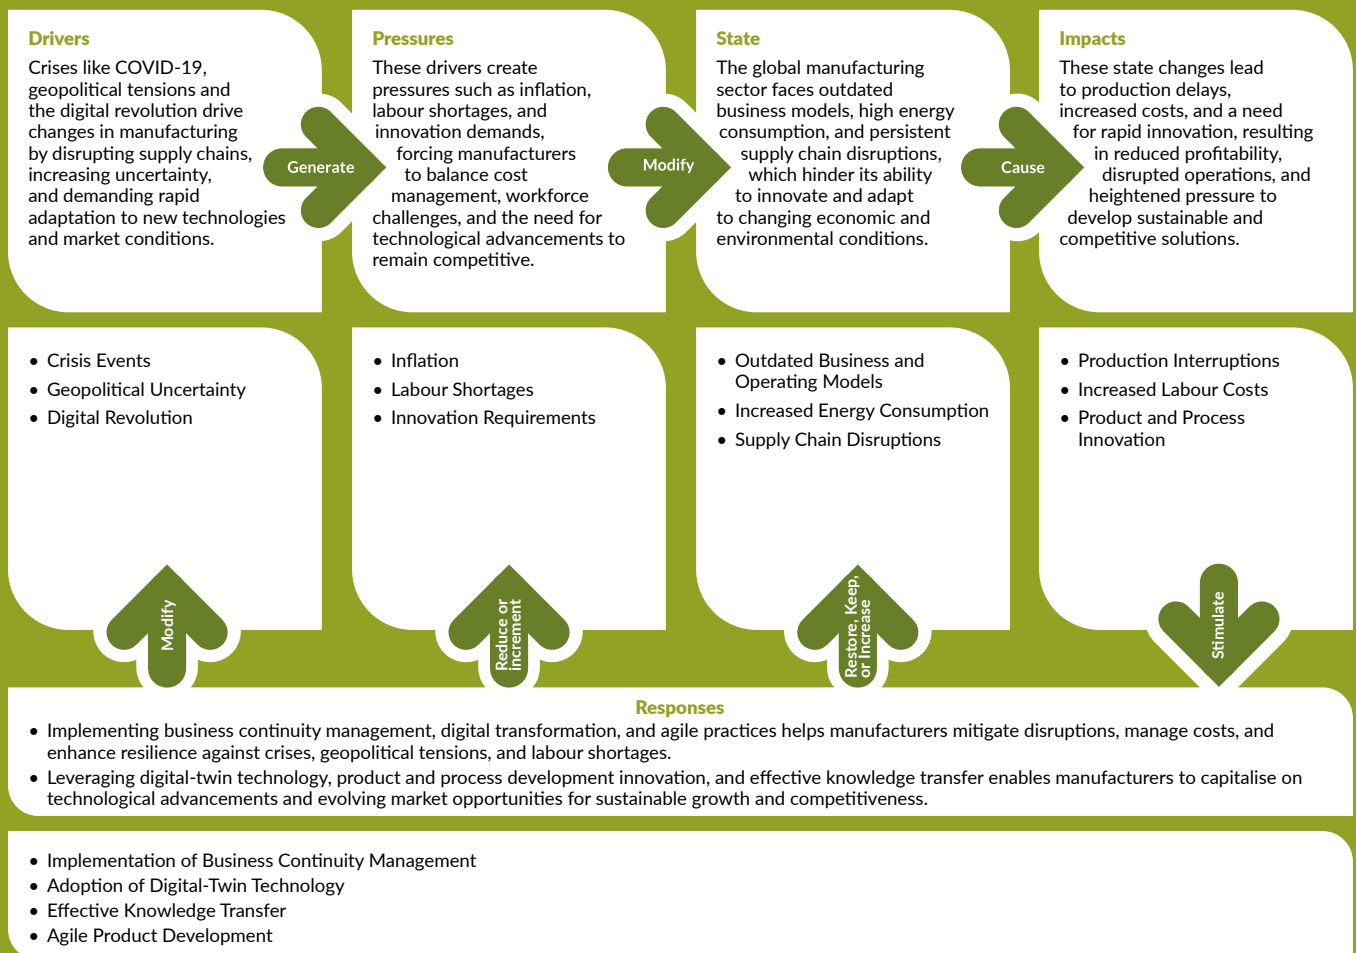 Drivers
Crises like COVID-19,
geopolitical tensions and
the digital revolution drive
changes in manufacturing
by disrupting supply chains,
increasing uncertainty,
and demanding rapid
adaptation to new technologies
and market conditions.
Generate
Pressures
These drivers create
pressures such as inflation,
labour shortages, and
innovation demands,
forcing manufacturers
to balance cost
management, workforce
challenges, and the need for
technological advancements to
remain competitive.
Modify
State
The global manufacturing
sector faces outdated
business models, high energy
consumption, and persistent
supply chain disruptions,
which hinder its ability
to innovate and adapt
to changing economic and
environmental conditions.
Cause
Impacts
These state changes lead
to production delays,
increased costs, and a need
for rapid innovation, resulting
in reduced profitability,
disrupted operations, and
heightened pressure to
develop sustainable and
competitive solutions.
• Crisis Events
• Geopolitical Uncertainty
• Digital Revolution
• Inflation
• Labour Shortages
• Innovation Requirements
• Outdated Business and
Operating Models
• Increased Energy Consumption
• Supply Chain Disruptions
• Production Interruptions
• Increased Labour Costs
• Product and Process
Innovation
Modify
Reduce or
increment
Restore, Keep,
or Increase
Stimulate
Responses
• Implementing business continuity management, digital transformation, and agile practices helps manufacturers mitigate disruptions, manage costs, and
enhance resilience against crises, geopolitical tensions, and labour shortages.
• Leveraging digital-twin technology, product and process development innovation, and effective knowledge transfer enables manufacturers to capitalise on
technological advancements and evolving market opportunities for sustainable growth and competitiveness.
• Implementation of Business Continuity Management
• Adoption of Digital-Twin Technology
• Effective Knowledge Transfer
• Agile Product Development